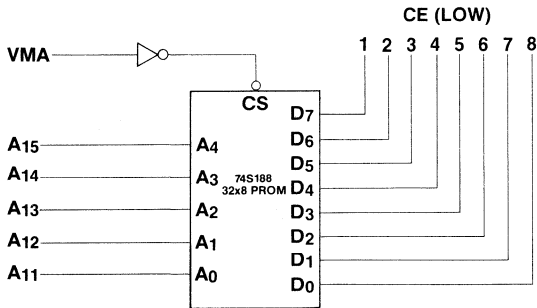 CE (LOW)
1 2 3 4 5 6 7 8
VMA
CS
D7
D6
A15 A4
D5
A14 A3
74S188
32x8 PROM
D4
A13 A2
D3
A12 A1
D2
D1
A11 A0
D0